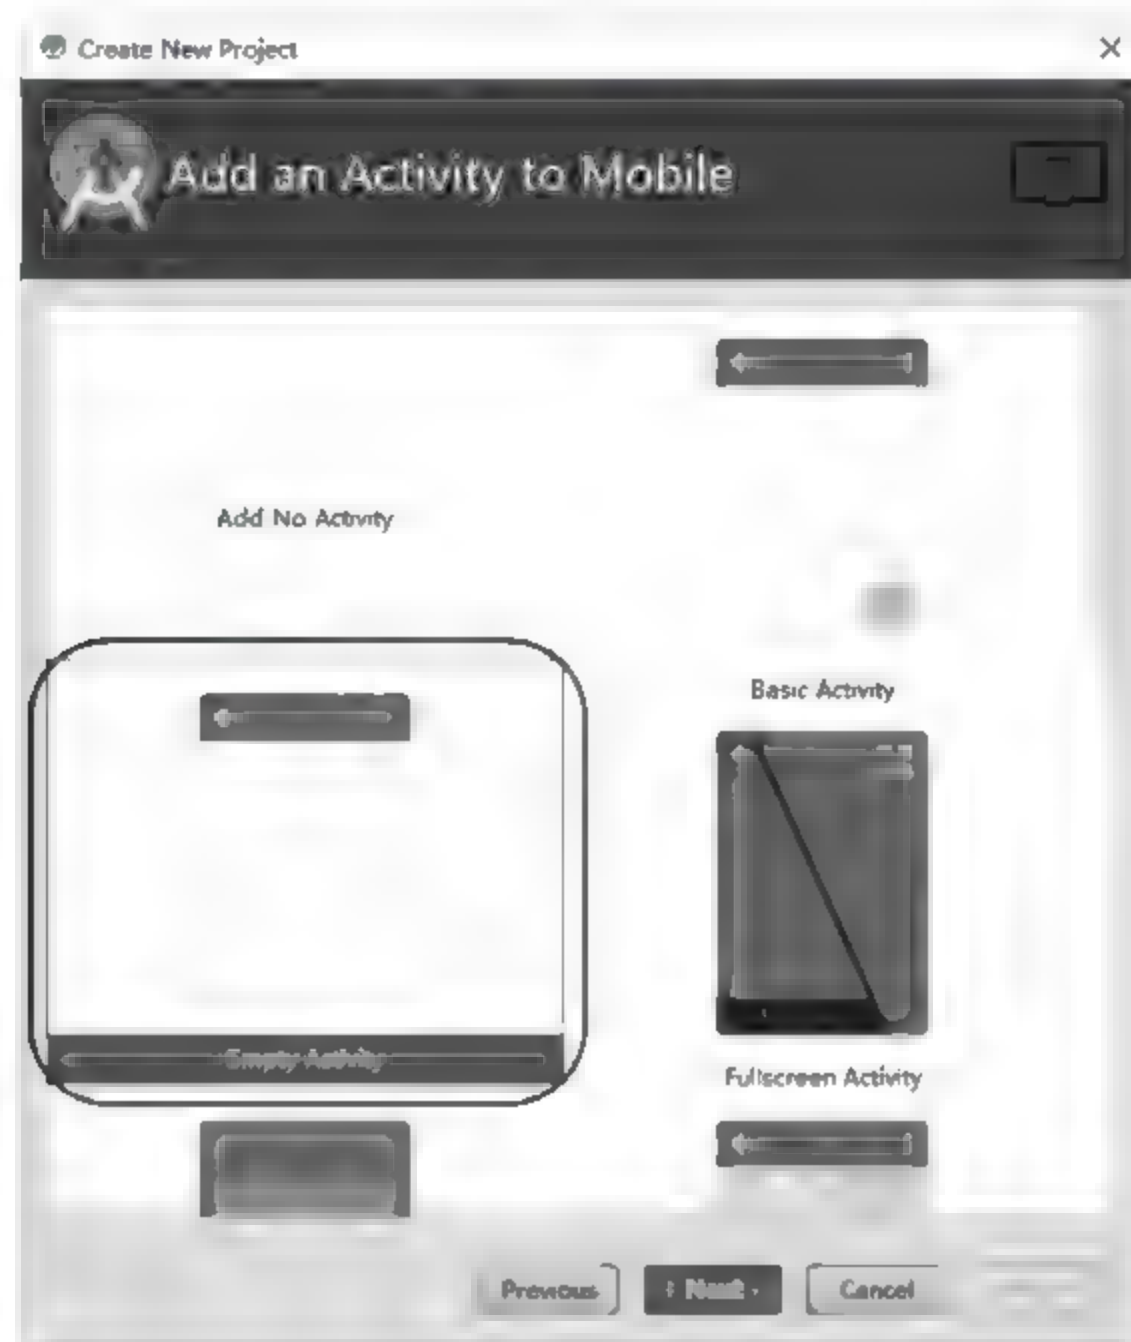 Create New Project
Add an Activity to Mobile
Add No Activity
Basic Activity
Empty Activity
Fullscreen Activity
Previous
Next
Cancel